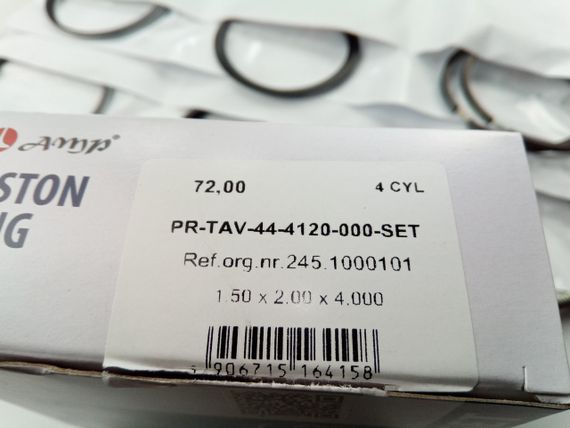 AMP®
STON
NG
72,00 4 CYL
PR-TAV-44-4120-000-SET
Ref.org.nr.245.1000101
1.50 x 2.00 x 4.000
906715 164158